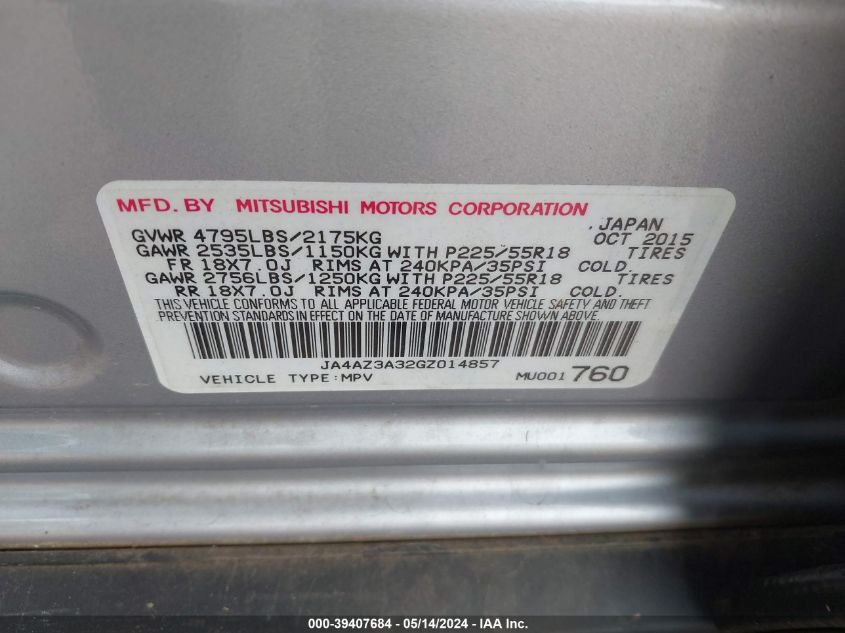 MFD. BY MITSUBISHI MOTORS CORPORATION
JAPAN
GVWR 4795LBS/2175KG OCT 2015
GAWR 2535LBS/1150KG WITH P225/55R18 TIRES
FR 18X7.0J RIMS AT 240KPA/35PSI COLD.
GAWR 2756LBS/1250KG WITH P225/55R18 TIRES
RR 18X7.0J RIMS AT 240KPA/35PSI COLD.
THIS VEHICLE CONFORMS TO ALL APPLICABLE FEDERAL MOTOR VEHICLE SAFETY AND THEFT
PREVENTION STANDARDS IN EFFECT ON THE DATE OF MANUFACTURE SHOWN ABOVE.
JA4AZ3A32GZ014857
VEHICLE TYPE:MPV MU001760
000-39407684 - 05/14/2024 - IAA Inc.